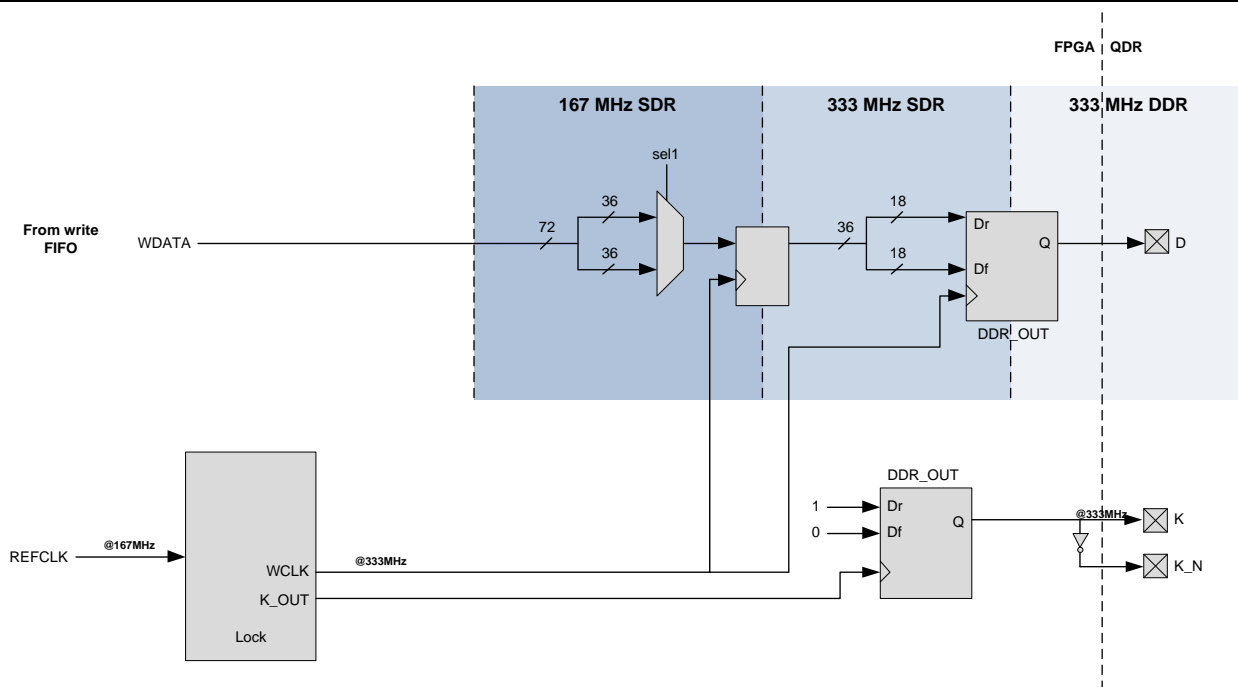 FPGA QDR
167 MHz SDR
333 MHz SDR
333 MHz DDR
sel1
36
36
72
From write
FIFO
WDATA
36
18
18
Dr
Df
Q
DDR_OUT
D
DDR_OUT
1
0
Dr
Df
Q
@333MHz
K
K_N
REFCLK
@167MHz
WCLK
K_OUT
Lock
@333MHz